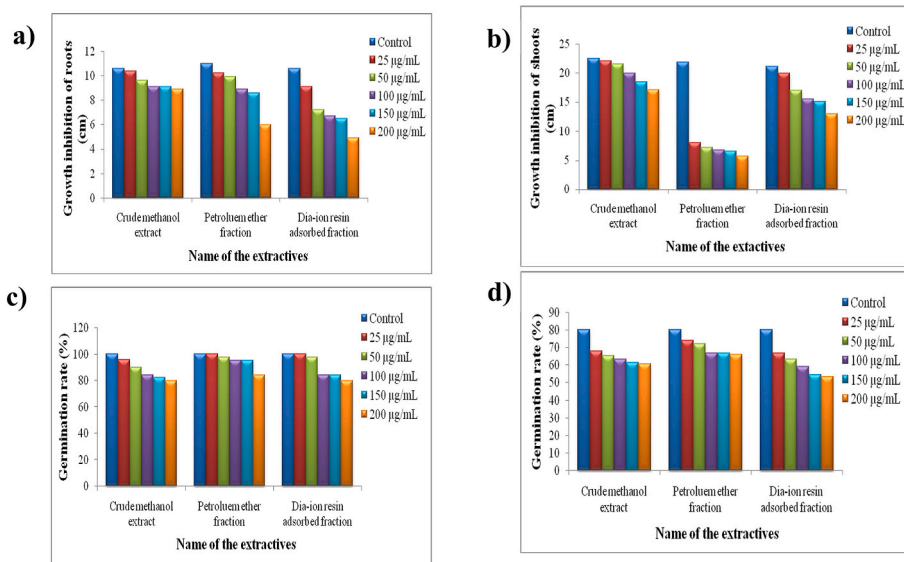 a)
Growth inhibition of roots
(cm)
12
10
8
6
4
2
0
Crude methanol
extract
Petroluem ether
fraction
Dia-ion resin
adsorbed fraction
Name of the extractives
Control
25 µg/mL
50 µg/mL
100 µg/mL
150 µg/mL
200 µg/mL
b)
Growth inhibition of shoots
(cm)
25
20
15
10
5
0
Crude methanol
extract
Petroluem ether
fraction
Dia-ion resin
adsorbed fraction
Name of the extactives
Control
25 µg/mL
50 µg/mL
100 µg/mL
150 µg/mL
200 µg/mL
c)
Germination rate (%)
120
100
80
60
40
20
0
Crude methanol
extract
Petroluem ether
fraction
Dia-ion resin
adsorbed fraction
Name of the extractives
Control
25 µg/mL
50 µg/mL
100 µg/mL
150 µg/mL
200 µg/mL
d)
Germination rate (%)
90
80
70
60
50
40
30
20
10
0
Crude methanol
extract
Petroluem ether
fraction
Dia-ion resin
adsorbed fraction
Name of the extractives
Control
25 µg/mL
50 µg/mL
100 µg/mL
150 µg/mL
200 µg/mL